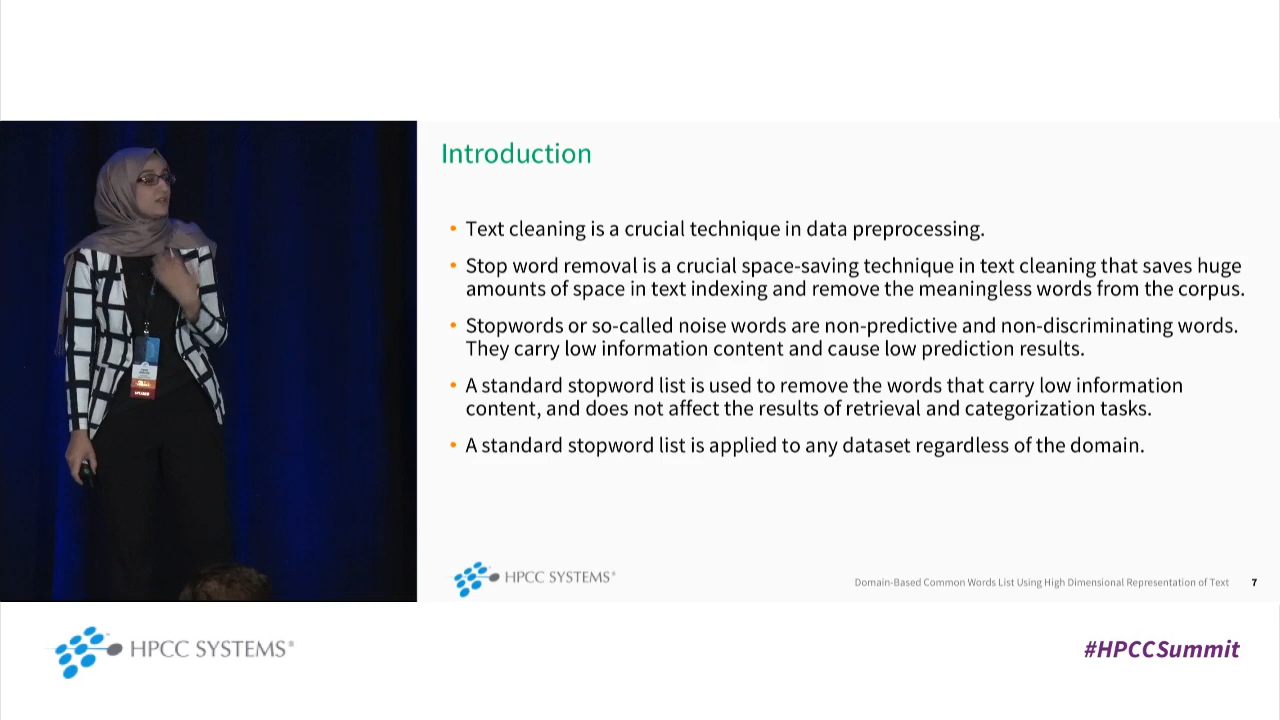 Introduction
• Text cleaning is a crucial technique in data preprocessing.
• Stop word removal is a crucial space-saving technique in text cleaning that saves huge
amounts of space in text indexing and remove the meaningless words from the corpus.
• Stopwords or so-called noise words are non-predictive and non-discriminating words.
They carry low information content and cause low prediction results.
• A standard stopword list is used to remove the words that carry low information
content, and does not affect the results of retrieval and categorization tasks.
• A standard stopword list is applied to any dataset regardless of the domain.
HPCC SYSTEMS®
Domain-Based Common Words List Using High Dimensional Representation of Text 7
HPCC SYSTEMS®
#HPCCSummit